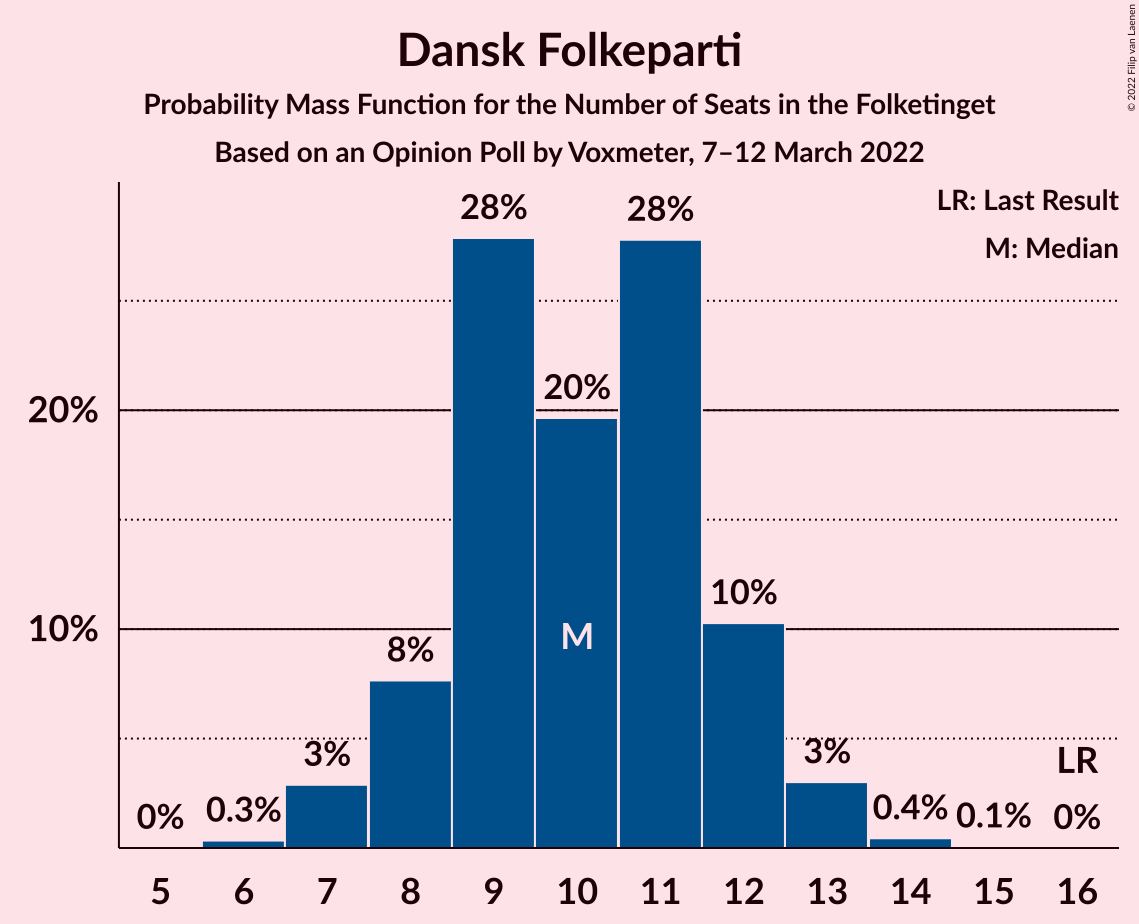 Dansk Folkeparti
Probability Mass Function for the Number of Seats in the Folketinget
Based on an Opinion Poll by Voxmeter, 7–12 March 2022
© 2022 Filip van Laenen
LR: Last Result
M: Median
28%
28%
20%
20%
10%
10%
M
8%
3%
3%
LR
0%
0.3%
0.4%
0.1%
0%
5 6 7 8 9 10 11 12 13 14 15 16